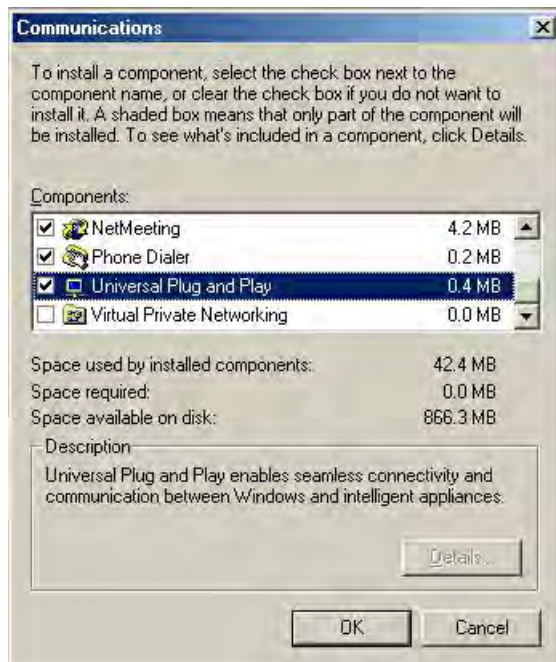 Communications
To install a component, select the check box next to the
component name, or clear the check box if you do not want to
install it. A shaded box means that only part of the component will
be installed. To see what's included in a component, click Details.
Components:
NetMeeting 4.2 MB
Phone Dialer 0.2 MB
Universal Plug and Play 0.4 MB
Virtual Private Networking 0.0 MB
Space used by installed components: 42.4 MB
Space required: 0.0 MB
Space available on disk: 866.3 MB
Description
Universal Plug and Play enables seamless connectivity and
communication between Windows and intelligent appliances.
Details...
OK Cancel